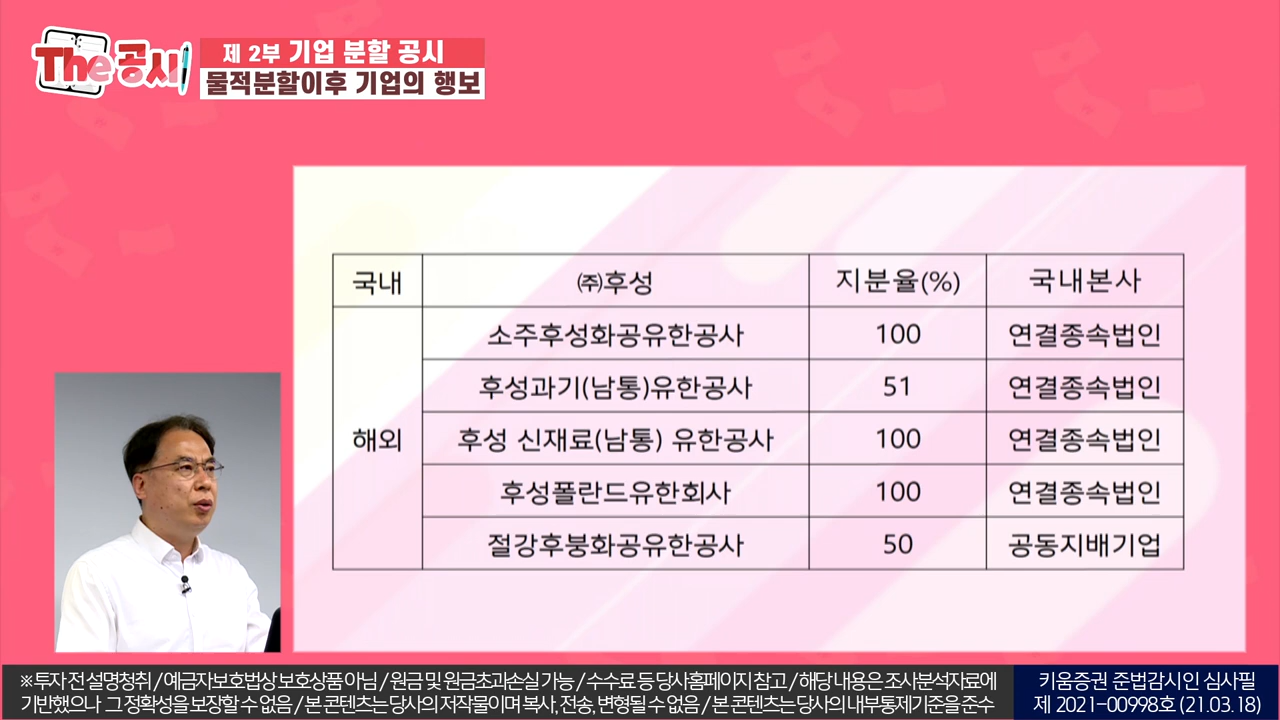 The 공시
제 2부 기업 분할 공시
물적분할이후 기업의 행보
국내 ㈜후성 지분율(%) 국내본사
해외
소주후성화공유한공사 100 연결종속법인
후성과기(남통)유한공사 51 연결종속법인
후성 신재료(남통) 유한공사 100 연결종속법인
후성폴란드유한회사 100 연결종속법인
절강후붕화공유한공사 50 공동지배기업
※ 투자 전 설명청취 / 예금자보호법상 보호상품 아님 / 원금 및 원금초과손실 가능 / 수수료 등 당사홈페이지 참고 / 해당 내용은 조사분석자료에
기반했으나 그 정확성을 보장할 수 없음 / 본 콘텐츠는 당사의 저작물이며 복사, 전송, 변형될 수 없음 / 본 콘텐츠는 당사의 내부통제기준을 준수
키움증권 준법감시인 심사필
제 2021-00998호 (21.03.18)